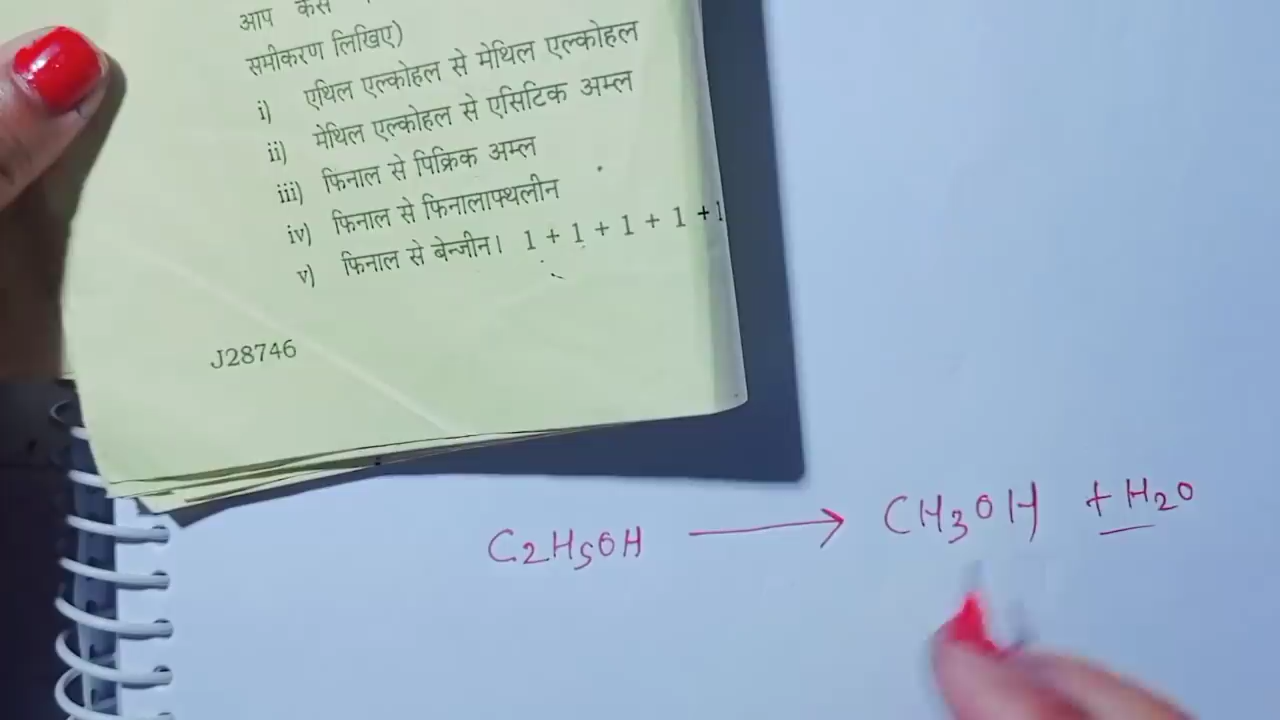 आप कैसे
समीकरण लिखिए)
i) एथिल एल्कोहल से मेथिल एल्कोहल
ii) मेथिल एल्कोहल से एसिटिक अम्ल
iii) फिनाल से पिक्रिक अम्ल
iv) फिनाल से फिनालाफ्थलीन
v) फिनाल से बेन्जीन। 1 + 1 + 1 + 1 + 1
J28746
C2H5OH ⟶ CH3OH + H2O